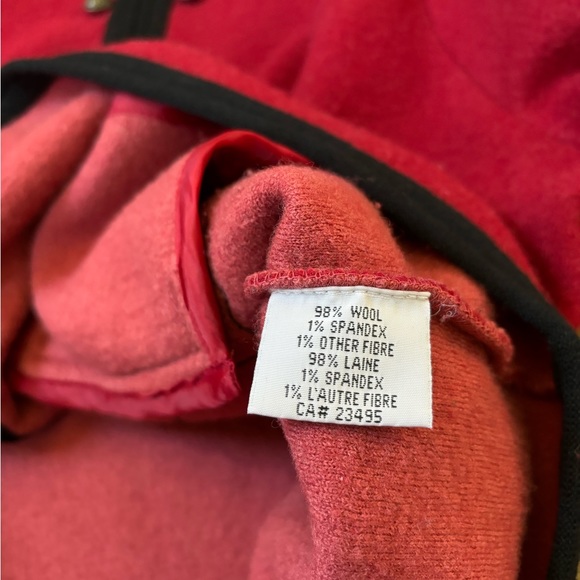 98% WOOL
1% SPANDEX
1% OTHER FIBRE
98% LAINE
1% SPANDEX
1% L'AUTRE FIBRE
CA# 23495